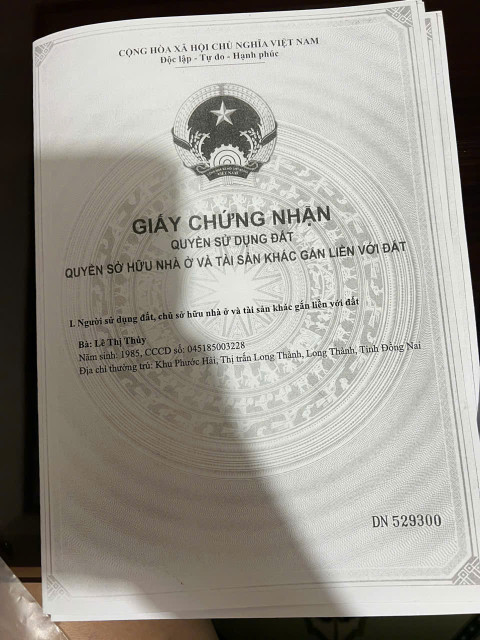 CỘNG HÒA XÃ HỘI CHỦ NGHĨA VIỆT NAM
Độc lập - Tự do - Hạnh phúc
VIỆT NAM
GIẤY CHỨNG NHẬN
QUYỀN SỬ DỤNG ĐẤT
QUYỀN SỞ HỮU NHÀ Ở VÀ TÀI SẢN KHÁC GẮN LIỀN VỚI ĐẤT
I. Người sử dụng đất, chủ sở hữu nhà ở và tài sản khác gắn liền với đất
Bà: Lê Thị Thủy
Năm sinh: 1985, CCCD số: 045185003228
Địa chỉ thường trú: Khu Phước Hải, Thị trấn Long Thành, Long Thành, Tỉnh Đồng Nai
DN 529300